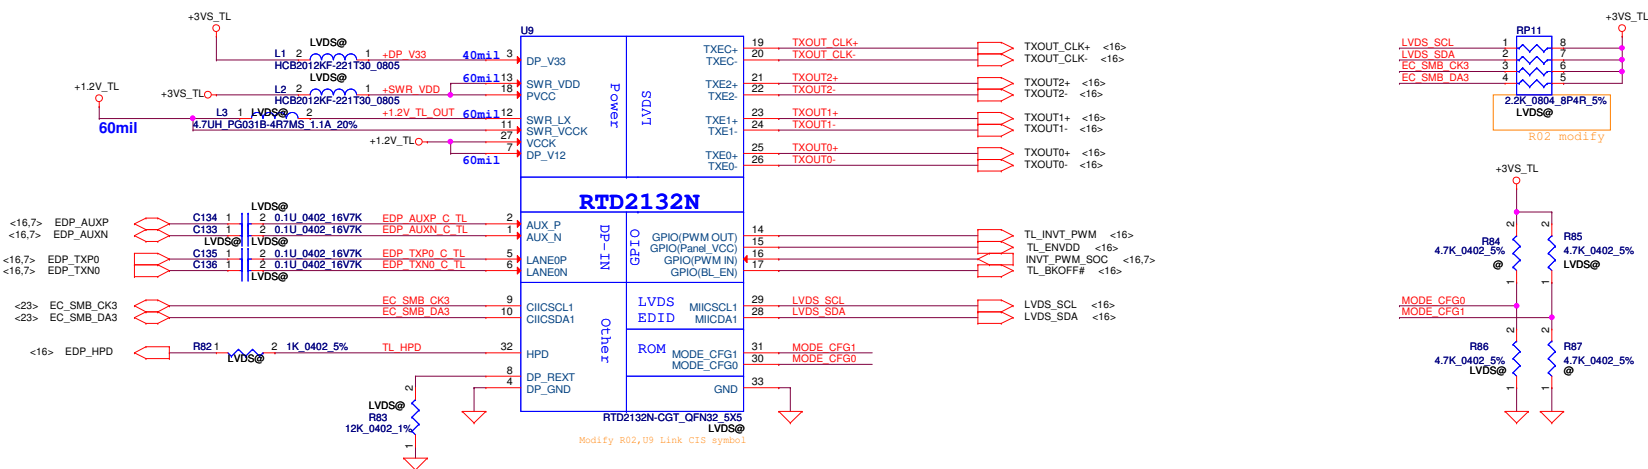 +3VS_TL
L1 2 LVDS@ 1 +DP_V33 40mil 3 DP_V33
HCB2012KF-221T30_0805
+1.2V_TL
+3VS_TL L2 2 LVDS@ 1 +SWR_VDD 60mil 13 SWR_VDD
18 PVCC
HCB2012KF-221T30_0805
L3 1 LVDS@ 2 +1.2V_TL_OUT 60mil 12 SWR_LX
60mil 4.7UH_PG031B-4R7MS_1.1A_20% 11 SWR_VCCK
+1.2V_TL 27 VCCK
7 DP_V12
60mil
U9
Power
LVDS
TXEC+ 19 TXOUT_CLK+ TXOUT_CLK+ <16>
TXEC- 20 TXOUT_CLK- TXOUT_CLK- <16>
TXE2+ 21 TXOUT2+ TXOUT2+ <16>
TXE2- 22 TXOUT2- TXOUT2- <16>
TXE1+ 23 TXOUT1+ TXOUT1+ <16>
TXE1- 24 TXOUT1- TXOUT1- <16>
TXE0+ 25 TXOUT0+ TXOUT0+ <16>
TXE0- 26 TXOUT0- TXOUT0- <16>
RTD2132N
LVDS@
<16,7> EDP_AUXP C134 1 2 0.1U_0402_16V7K EDP_AUXP_C_TL 2 AUX_P
<16,7> EDP_AUXN C133 1 2 0.1U_0402_16V7K EDP_AUXN_C_TL 1 AUX_N
LVDS@ LVDS@
<16,7> EDP_TXP0 C135 1 2 0.1U_0402_16V7K EDP_TXP0_C_TL 5 LANE0P
<16,7> EDP_TXN0 C136 1 2 0.1U_0402_16V7K EDP_TXN0_C_TL 6 LANE0N
LVDS@
DP-IN
GPIO
GPIO(PWM OUT) 14 TL_INVT_PWM <16>
GPIO(Panel_VCC) 15 TL_ENVDD <16>
GPIO(PWM IN) 16 INVT_PWM_SOC <16,7>
GPIO(BL_EN) 17 TL_BKOFF# <16>
<23> EC_SMB_CK3 EC_SMB_CK3 9 CIICSCL1
<23> EC_SMB_DA3 EC_SMB_DA3 10 CIICSDA1
Other
LVDS
EDID
MIICSCL1 29 LVDS_SCL LVDS_SCL <16>
MIICDA1 28 LVDS_SDA LVDS_SDA <16>
<16> EDP_HPD R82 1 2 1K_0402_5% TL_HPD 32 HPD
LVDS@
ROM
MODE_CFG1 31 MODE_CFG1
MODE_CFG0 30 MODE_CFG0
8 DP_REXT
4 DP_GND
GND 33
2
LVDS@
R83
12K_0402_1%
1
RTD2132N-CGT_QFN32_5X5
LVDS@
Modify R02,U9 Link CIS symbol
+3VS_TL
RP11
LVDS_SCL 1 8
LVDS_SDA 2 7
EC_SMB_CK3 3 6
EC_SMB_DA3 4 5
2.2K_0804_8P4R_5%
LVDS@
R02 modify
+3VS_TL
2 2
R84 R85
4.7K_0402_5% 4.7K_0402_5%
@ LVDS@
1 1
MODE_CFG0
MODE_CFG1
2 2
R86 R87
4.7K_0402_5% 4.7K_0402_5%
LVDS@ @
1 1